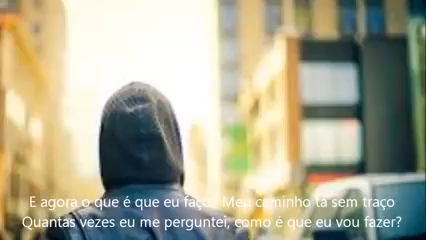 E agora o que é que eu faço? Meu caminho tá sem traço
Quantas vezes eu me perguntei, como é que eu vou fazer?